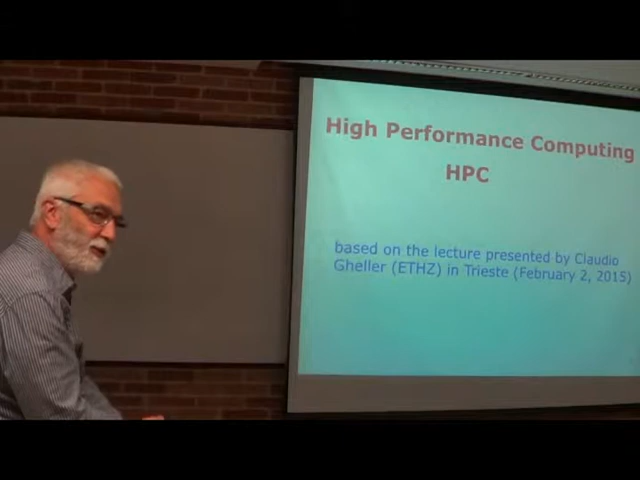 High Performance Computing
HPC
based on the lecture presented by Claudio
Gheller (ETHZ) in Trieste (February 2, 2015)